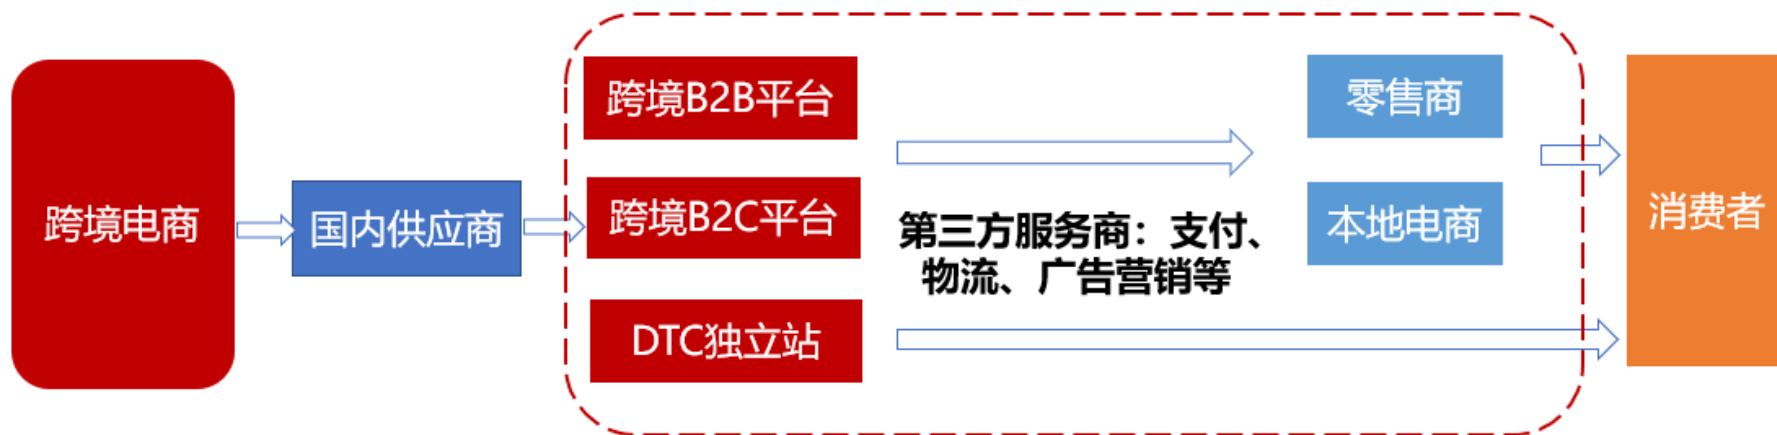 跨境电商
国内供应商
跨境B2B平台
跨境B2C平台
DTC独立站
第三方服务商：支付、
物流、广告营销等
零售商
本地电商
消费者